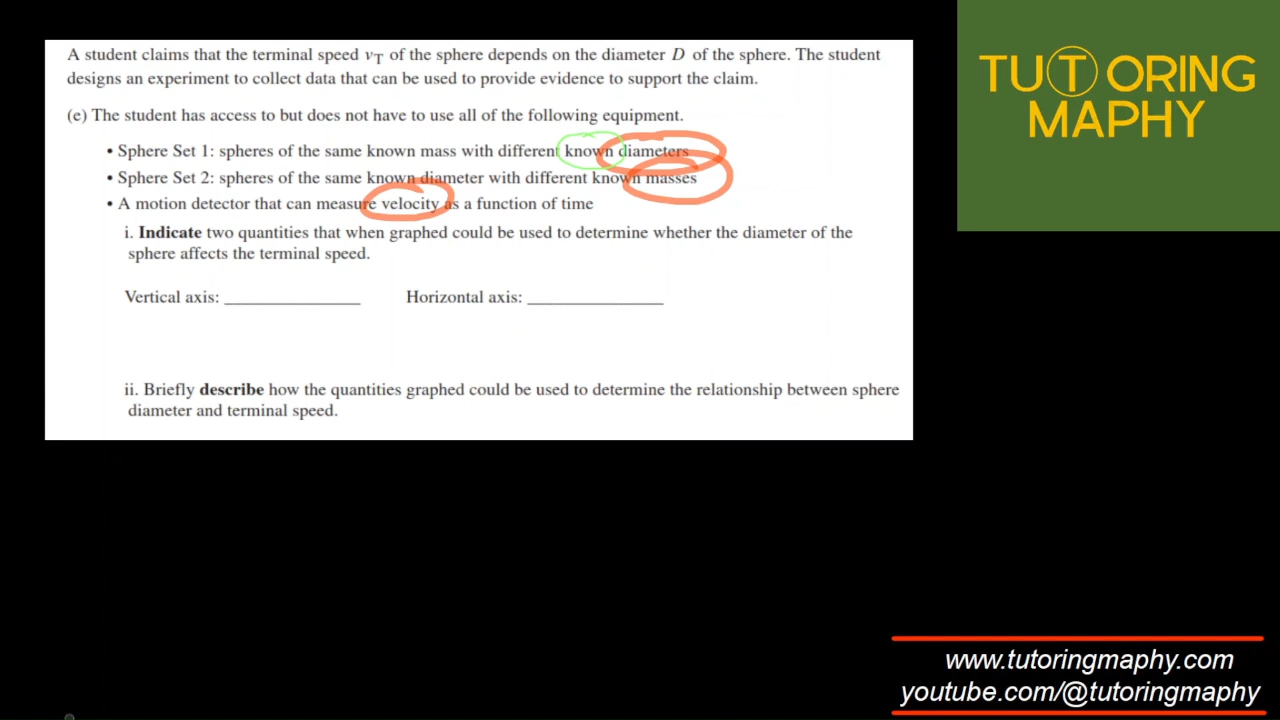 A student claims that the terminal speed vT of the sphere depends on the diameter D of the sphere. The student
designs an experiment to collect data that can be used to provide evidence to support the claim.
(e) The student has access to but does not have to use all of the following equipment.
• Sphere Set 1: spheres of the same known mass with different known diameters
• Sphere Set 2: spheres of the same known diameter with different known masses
• A motion detector that can measure velocity as a function of time
i. Indicate two quantities that when graphed could be used to determine whether the diameter of the
sphere affects the terminal speed.
Vertical axis: ______________ Horizontal axis: ______________
ii. Briefly describe how the quantities graphed could be used to determine the relationship between sphere
diameter and terminal speed.
TUTORING
MAPHY
www.tutoringmaphy.com
youtube.com/@tutoringmaphy